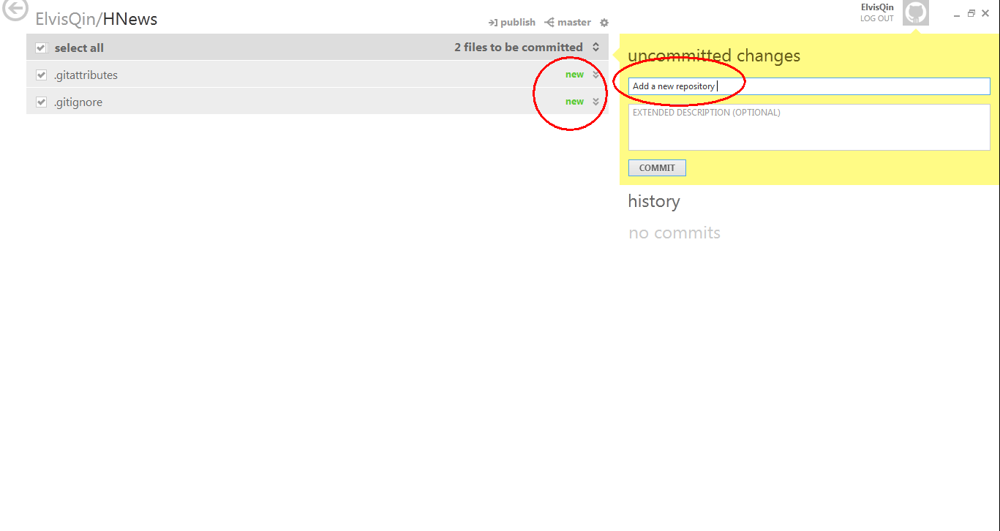 ElvisQin/HNews
publish master
ElvisQin
LOG OUT
select all 2 files to be committed
.gitattributes new
.gitignore new
uncommitted changes
Add a new repository
EXTENDED DESCRIPTION (OPTIONAL)
COMMIT
history
no commits